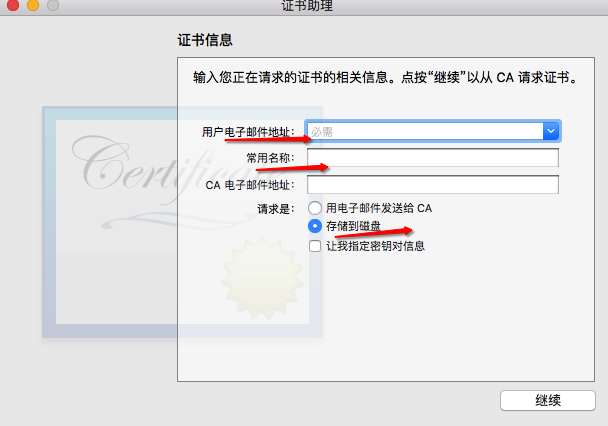 证书助理
证书信息
输入您正在请求的证书的相关信息。点按“继续”以从 CA 请求证书。
Certificate
用户电子邮件地址： 必需
常用名称：
CA 电子邮件地址：
请求是： 用电子邮件发送给 CA
存储到磁盘
让我指定密钥对信息
继续